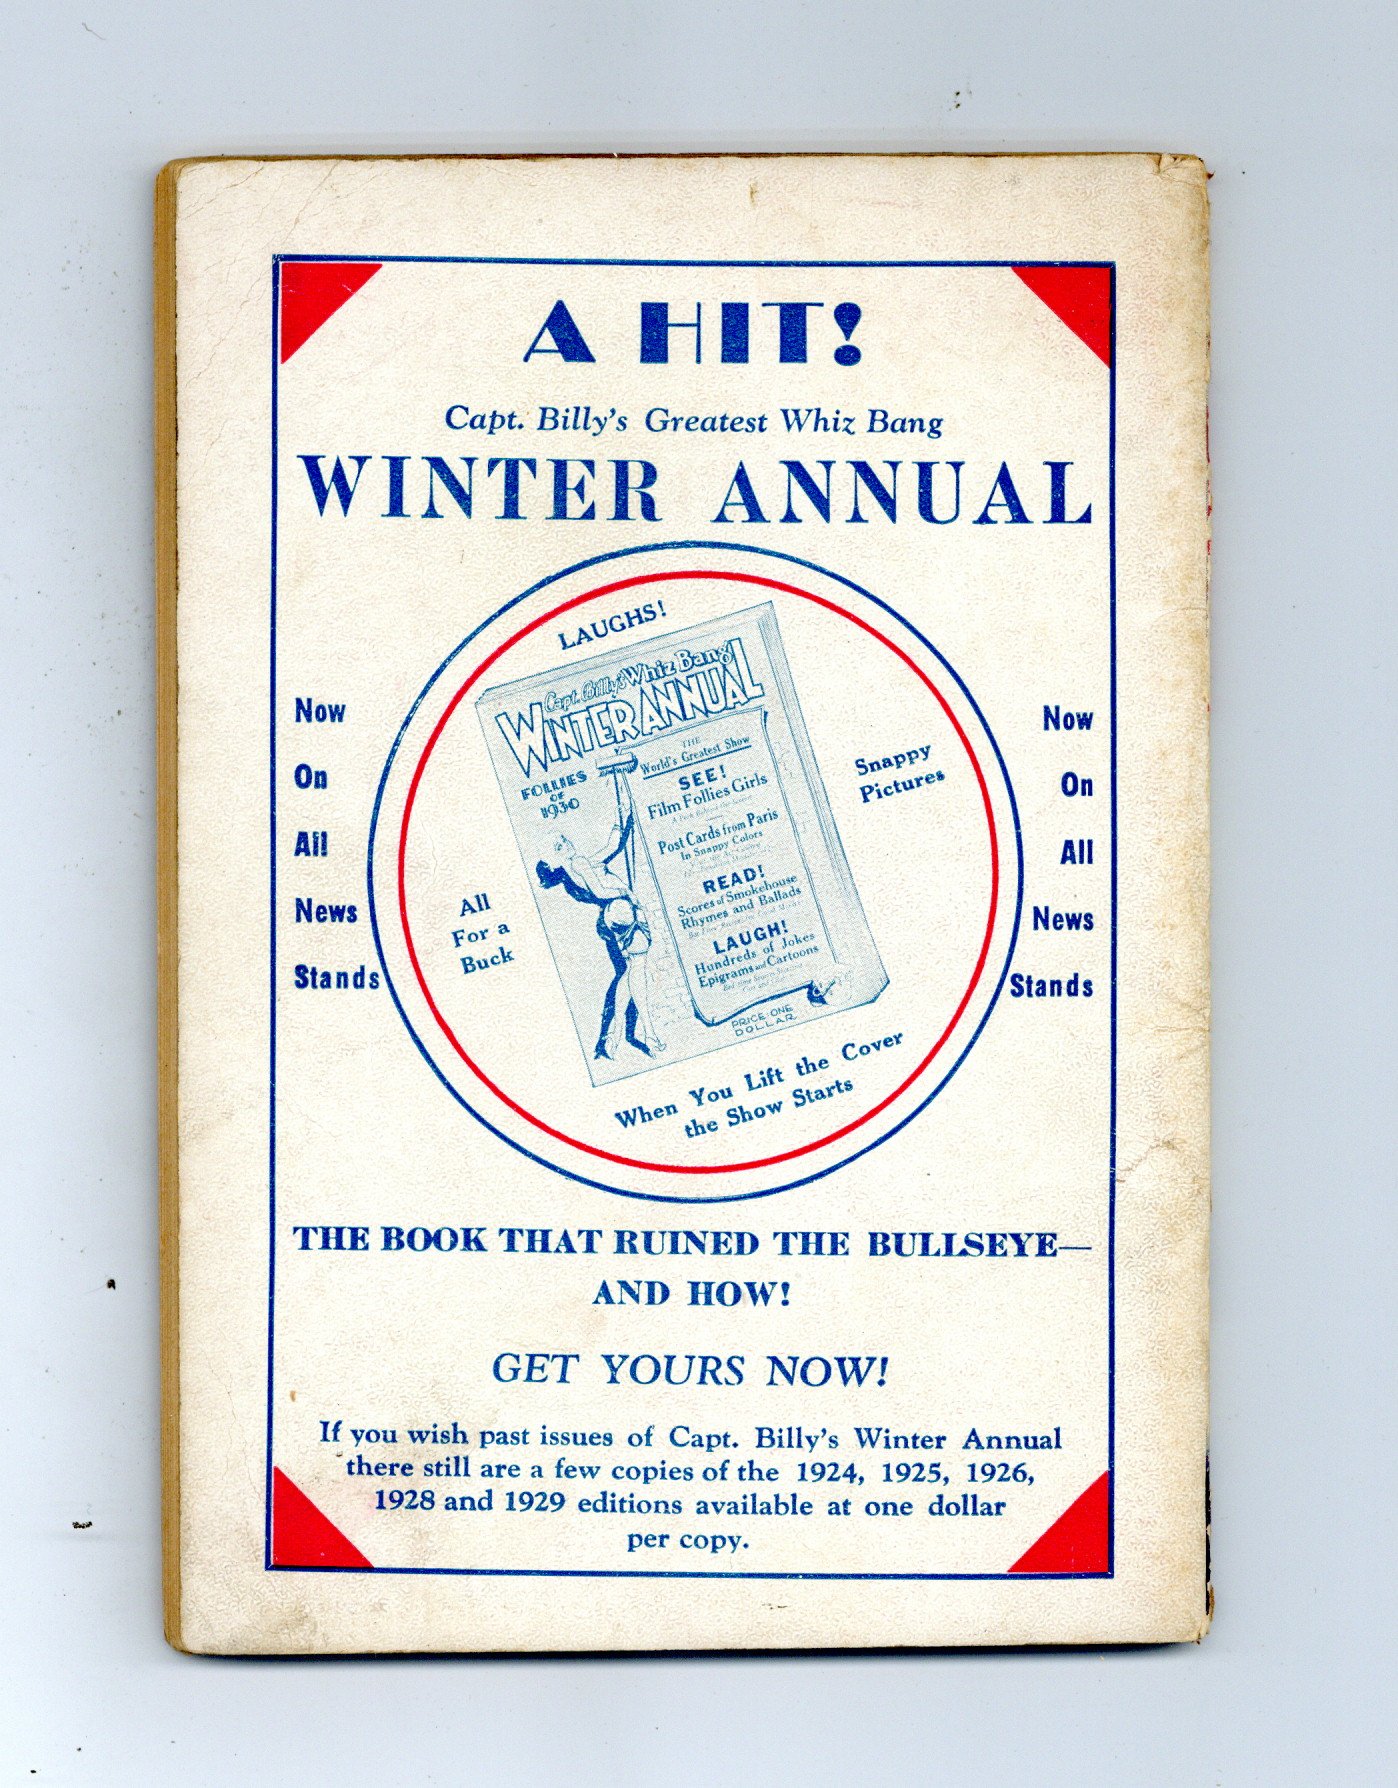 A HIT!
Capt. Billy's Greatest Whiz Bang
WINTER ANNUAL
LAUGHS!
Now
On
All
News
Stands
Now
On
All
News
Stands
Snappy
Pictures
All
For a
Buck
Capt. Billy's Whiz Bang
WINTER ANNUAL
FOLLIES
OF
1930
THE
World's Greatest Show
SEE!
Film Follies Girls
Post Cards from Paris
In Snappy Colors
READ!
Scores of Smokehouse
Rhymes and Ballads
LAUGH!
Hundreds of Jokes
Epigrams and Cartoons
PRICE ONE
DOLLAR
When You Lift the Cover
the Show Starts
THE BOOK THAT RUINED THE BULLSEYE—
AND HOW!
GET YOURS NOW!
If you wish past issues of Capt. Billy's Winter Annual
there still are a few copies of the 1924, 1925, 1926,
1928 and 1929 editions available at one dollar
per copy.